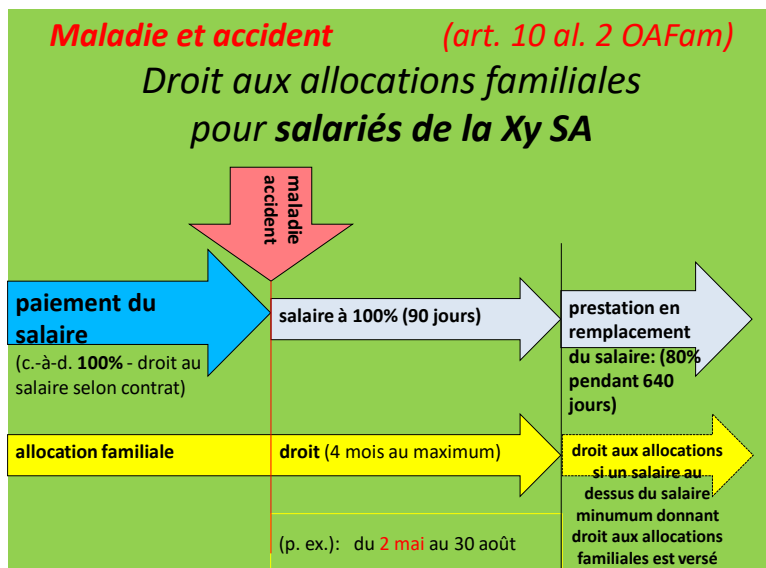 Maladie et accident (art. 10 al. 2 OAFam)
Droit aux allocations familiales
pour salariés de la Xy SA
maladie
accident
paiement du
salaire
(c.-à-d. 100% - droit au
salaire selon contrat)
salaire à 100% (90 jours)
prestation en
remplacement
du salaire: (80%
pendant 640
jours)
allocation familiale
droit (4 mois au maximum)
droit aux allocations
si un salaire au
dessus du salaire
minumum donnant
droit aux allocations
familiales est versé
(p. ex.): du 2 mai au 30 août